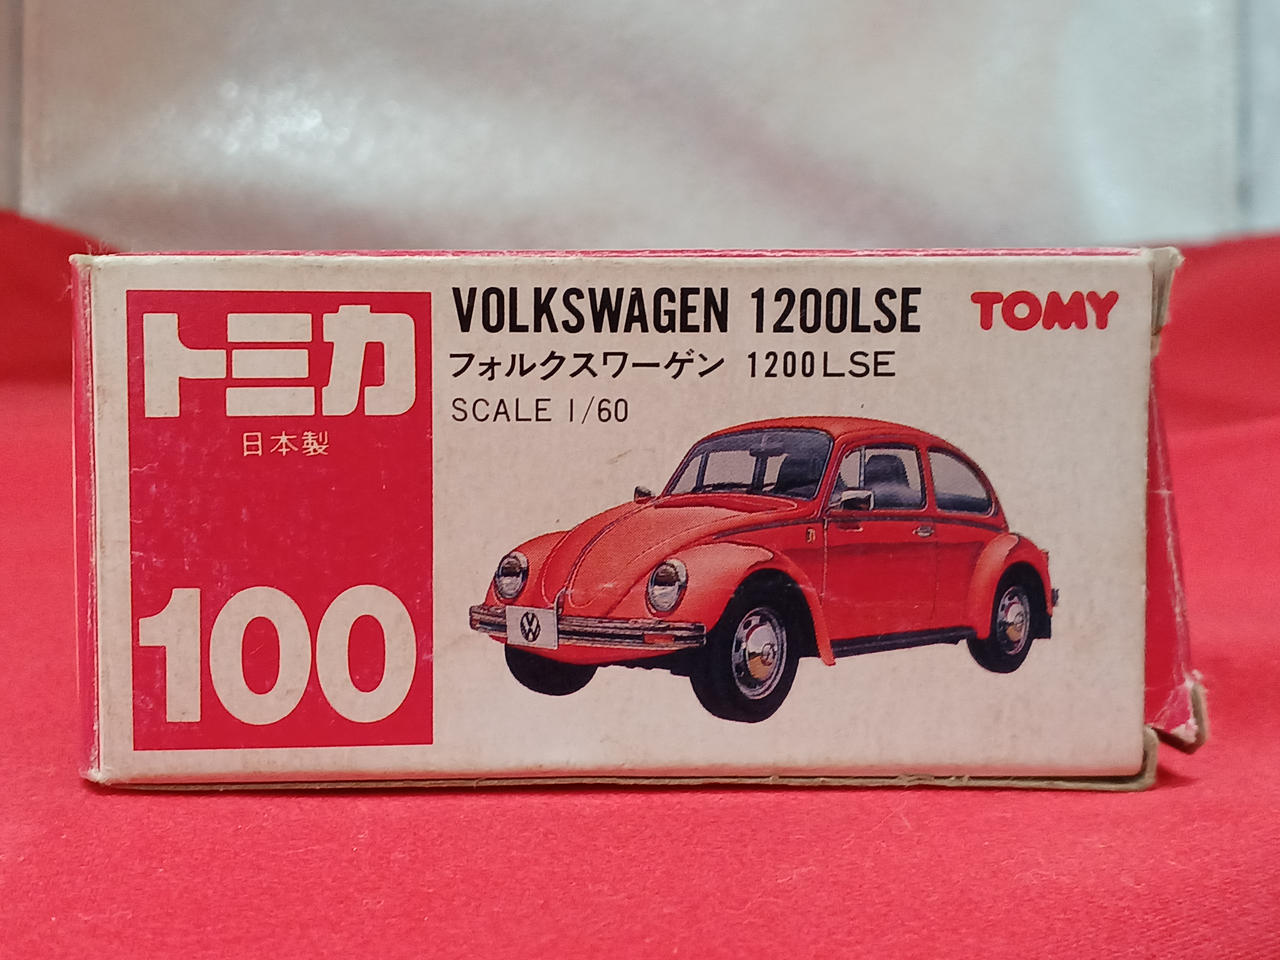 トミカ
日本製
100
VOLKSWAGEN 1200LSE
フォルクスワーゲン 1200LSE
SCALE 1/60
TOMY